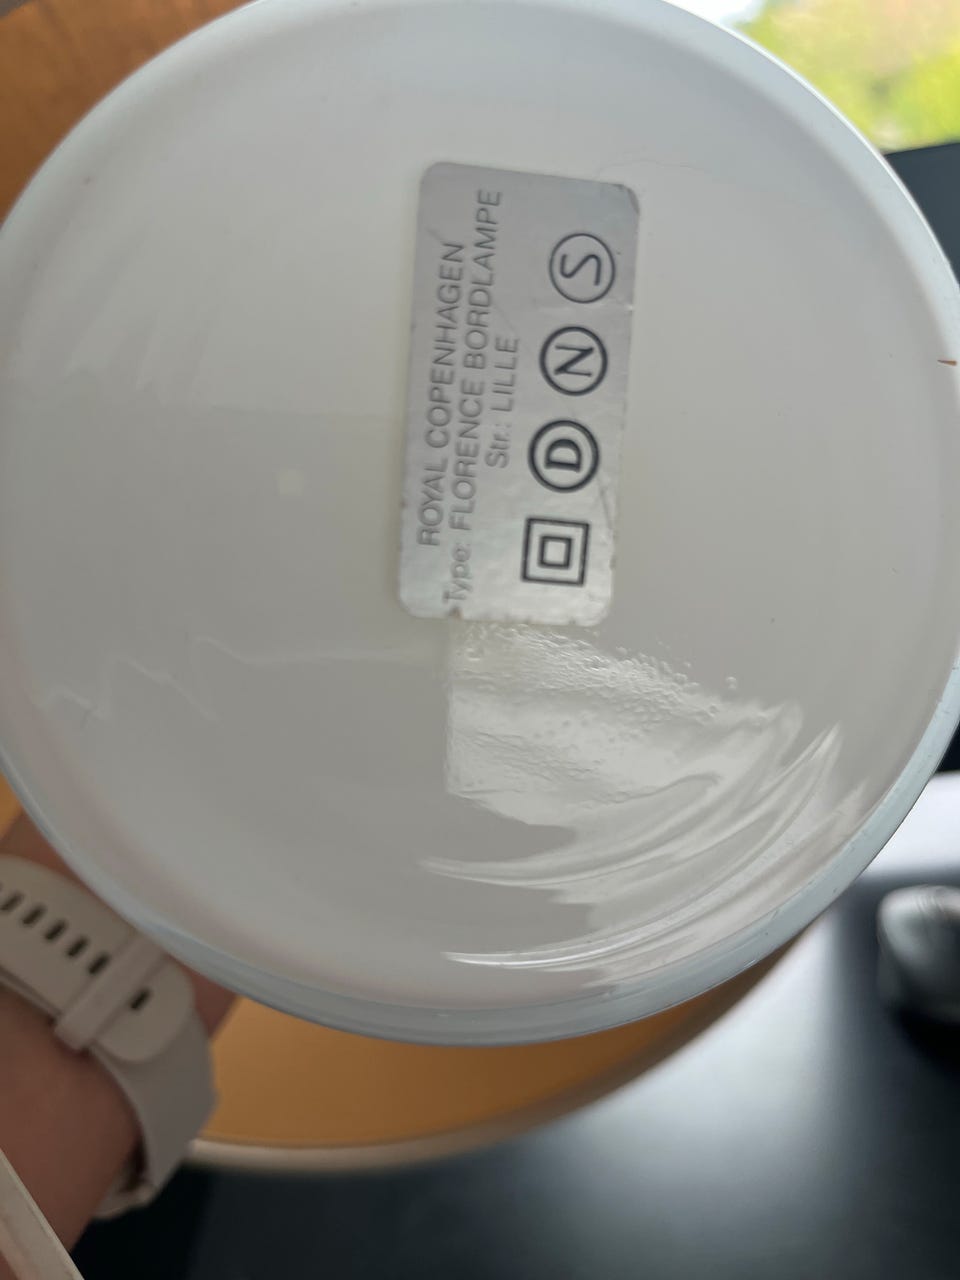 ROYAL COPENHAGEN
Type: FLORENCE BORDLAMPE
Str.: LILLE
D N S